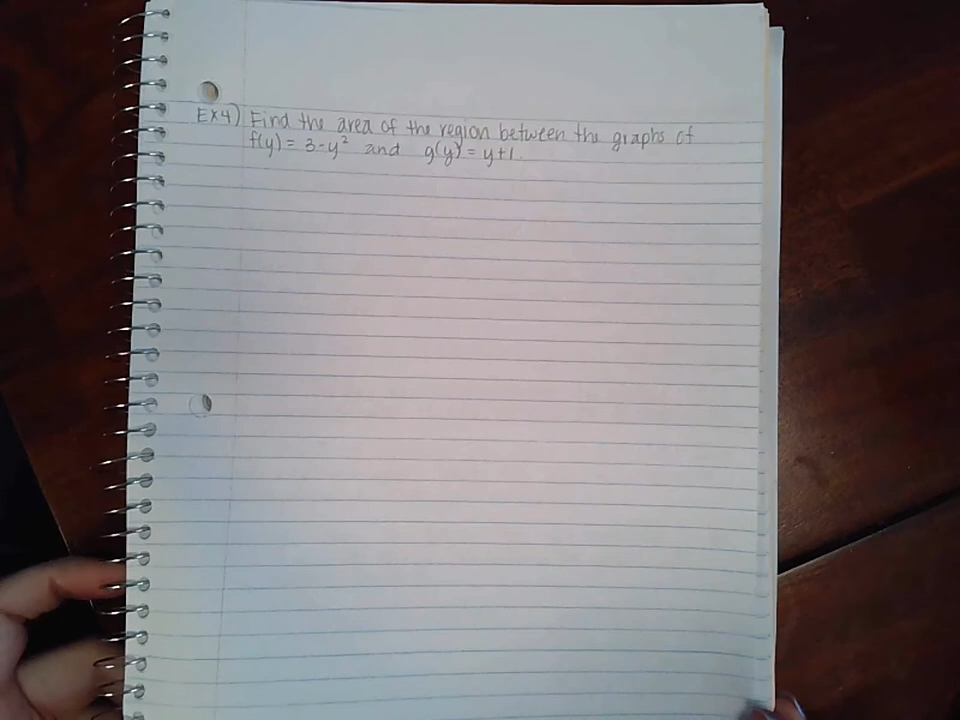 Ex4) Find the area of the region between the graphs of
f(y) = 3-y² and g(y) = y+1.